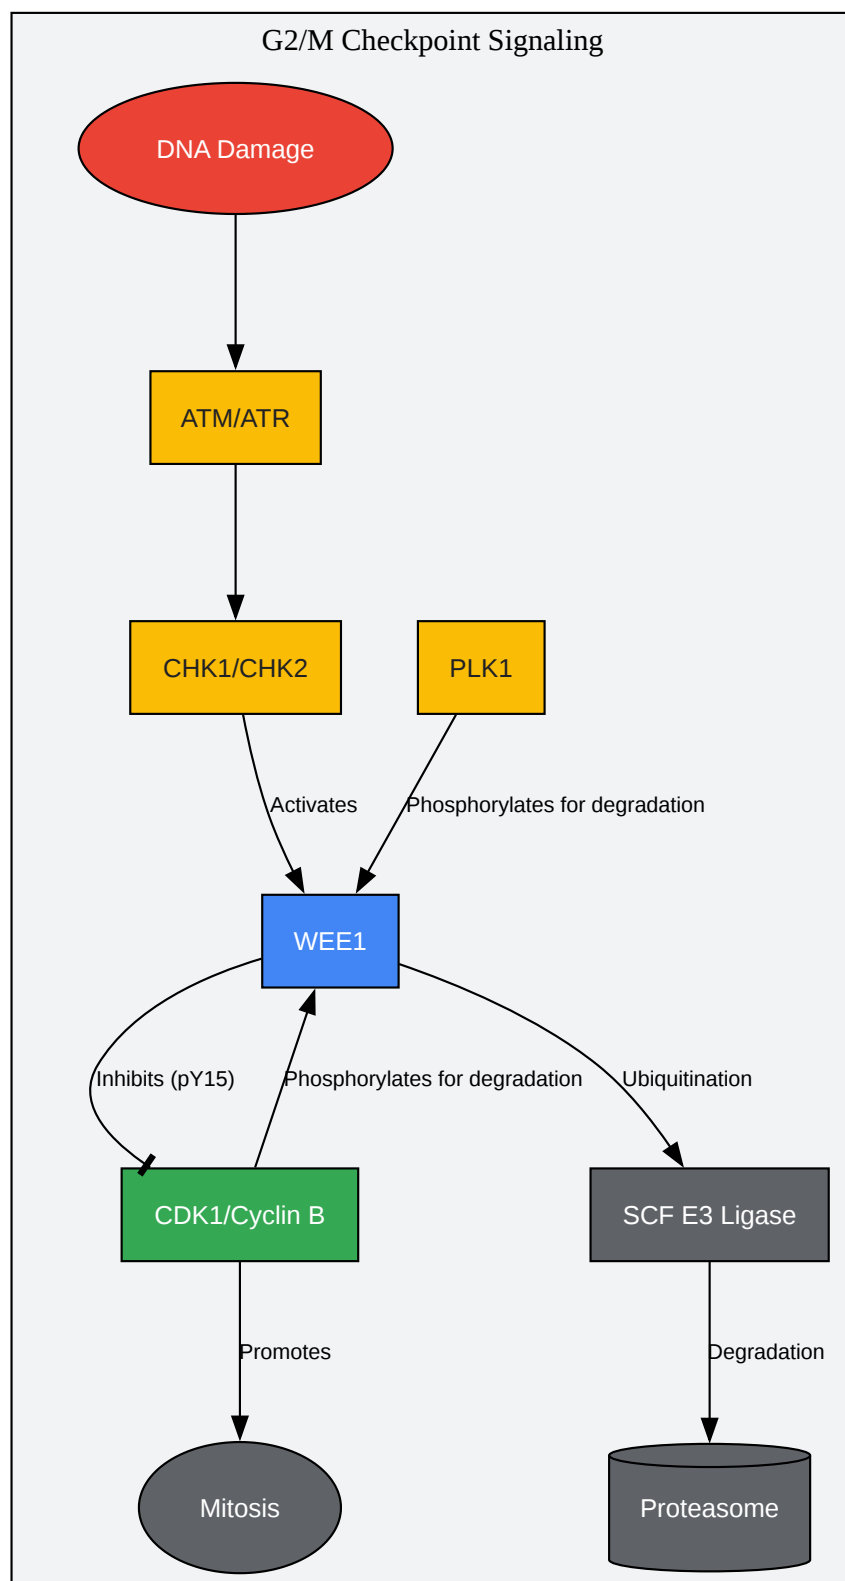 G2/M Checkpoint Signaling
DNA Damage
ATM/ATR
CHK1/CHK2
PLK1
Activates
Phosphorylates for degradation
WEE1
Inhibits (pY15)
Phosphorylates for degradation
Ubiquitination
CDK1/Cyclin B
SCF E3 Ligase
Promotes
Degradation
Mitosis
Proteasome